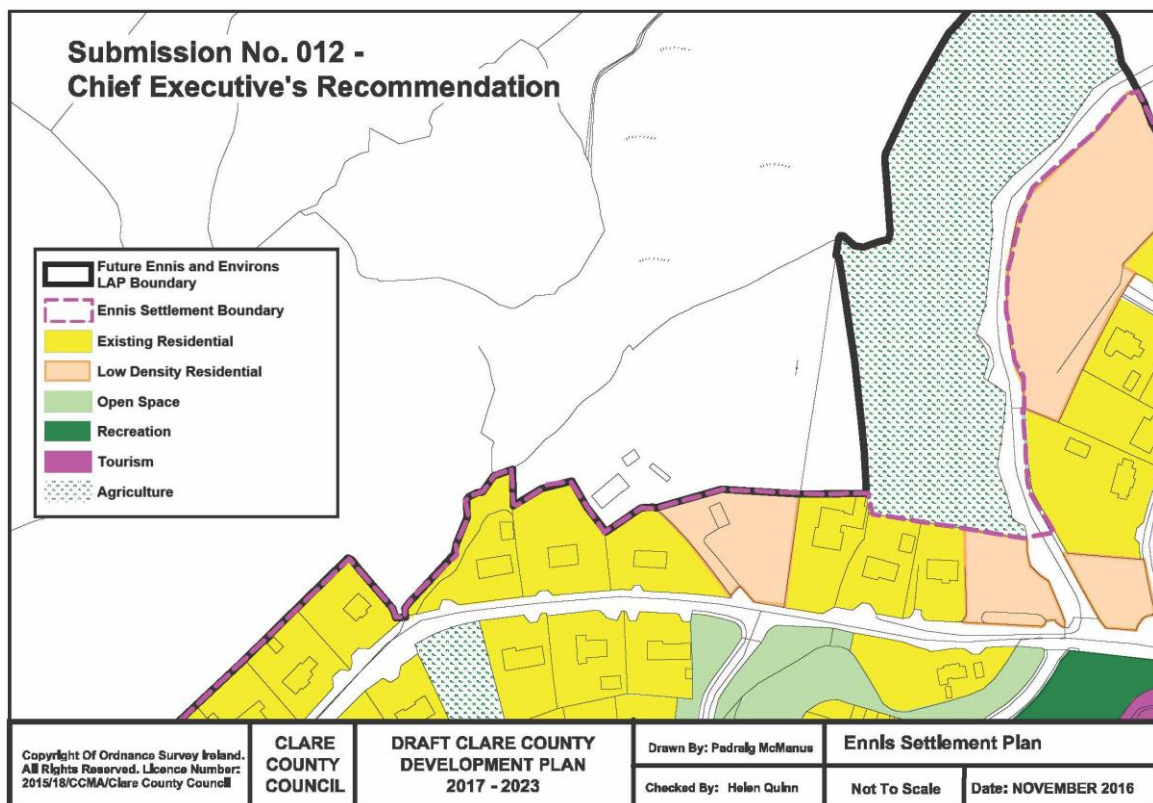 Submission No. 012 -
Chief Executive's Recommendation
Future Ennis and Environs
LAP Boundary
Ennis Settlement Boundary
Existing Residential
Low Density Residential
Open Space
Recreation
Tourism
Agriculture
Copyright Of Ordnance Survey Ireland.
All Rights Reserved. Licence Number:
2015/18/CCMA/Clare County Council
CLARE
COUNTY
COUNCIL
DRAFT CLARE COUNTY
DEVELOPMENT PLAN
2017 - 2023
Drawn By: Padraig McManus
Checked By: Helen Quinn
Ennis Settlement Plan
Not To Scale
Date: NOVEMBER 2016